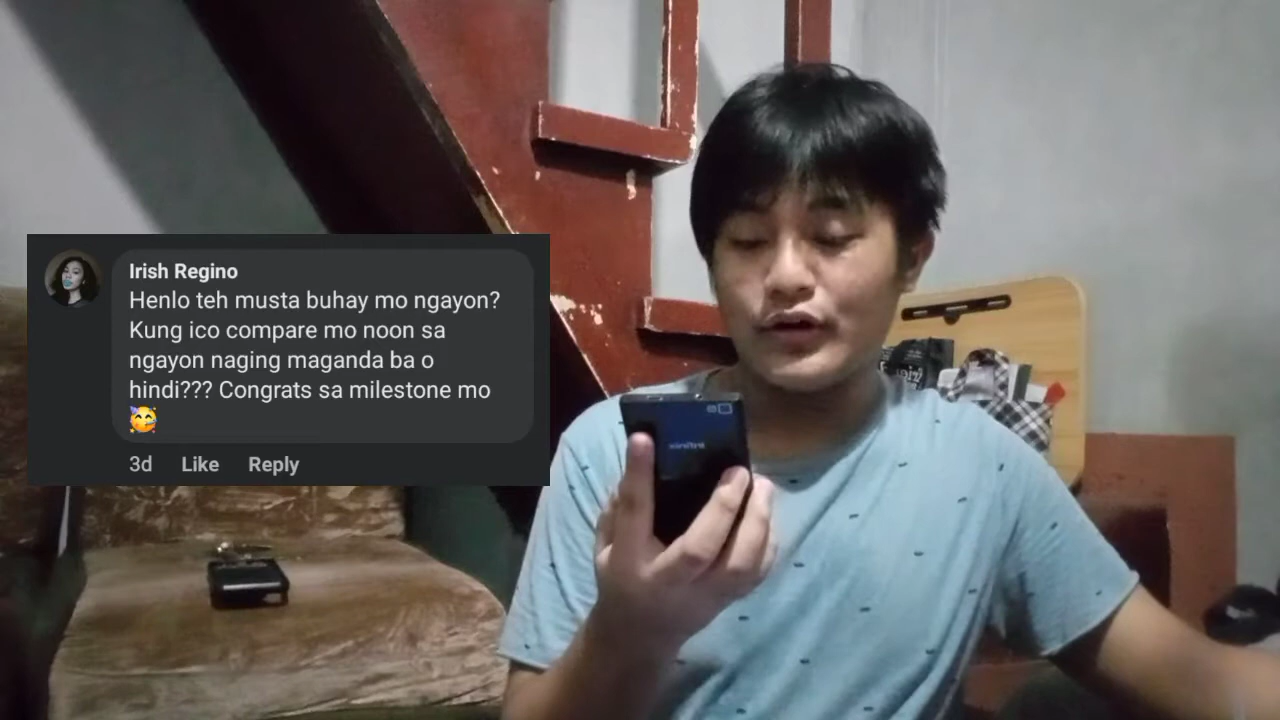 Irish Regino
Henlo teh musta buhay mo ngayon?
Kung ico compare mo noon sa
ngayon naging maganda ba o
hindi??? Congrats sa milestone mo
🥳
3d Like Reply